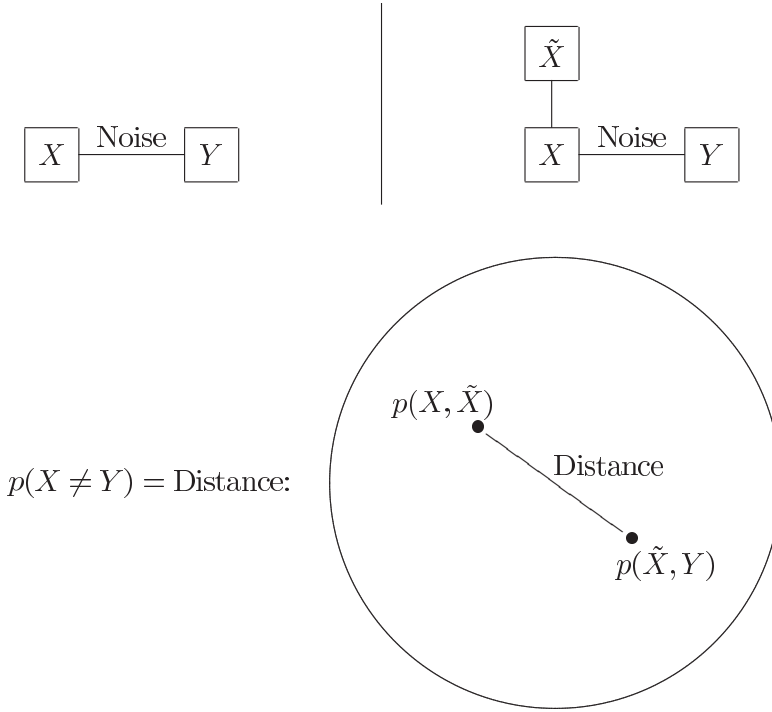 X Noise Y
X̃
X Noise Y
p(X, X̃)
Distance
p(X ≠ Y) = Distance:
p(X̃, Y)